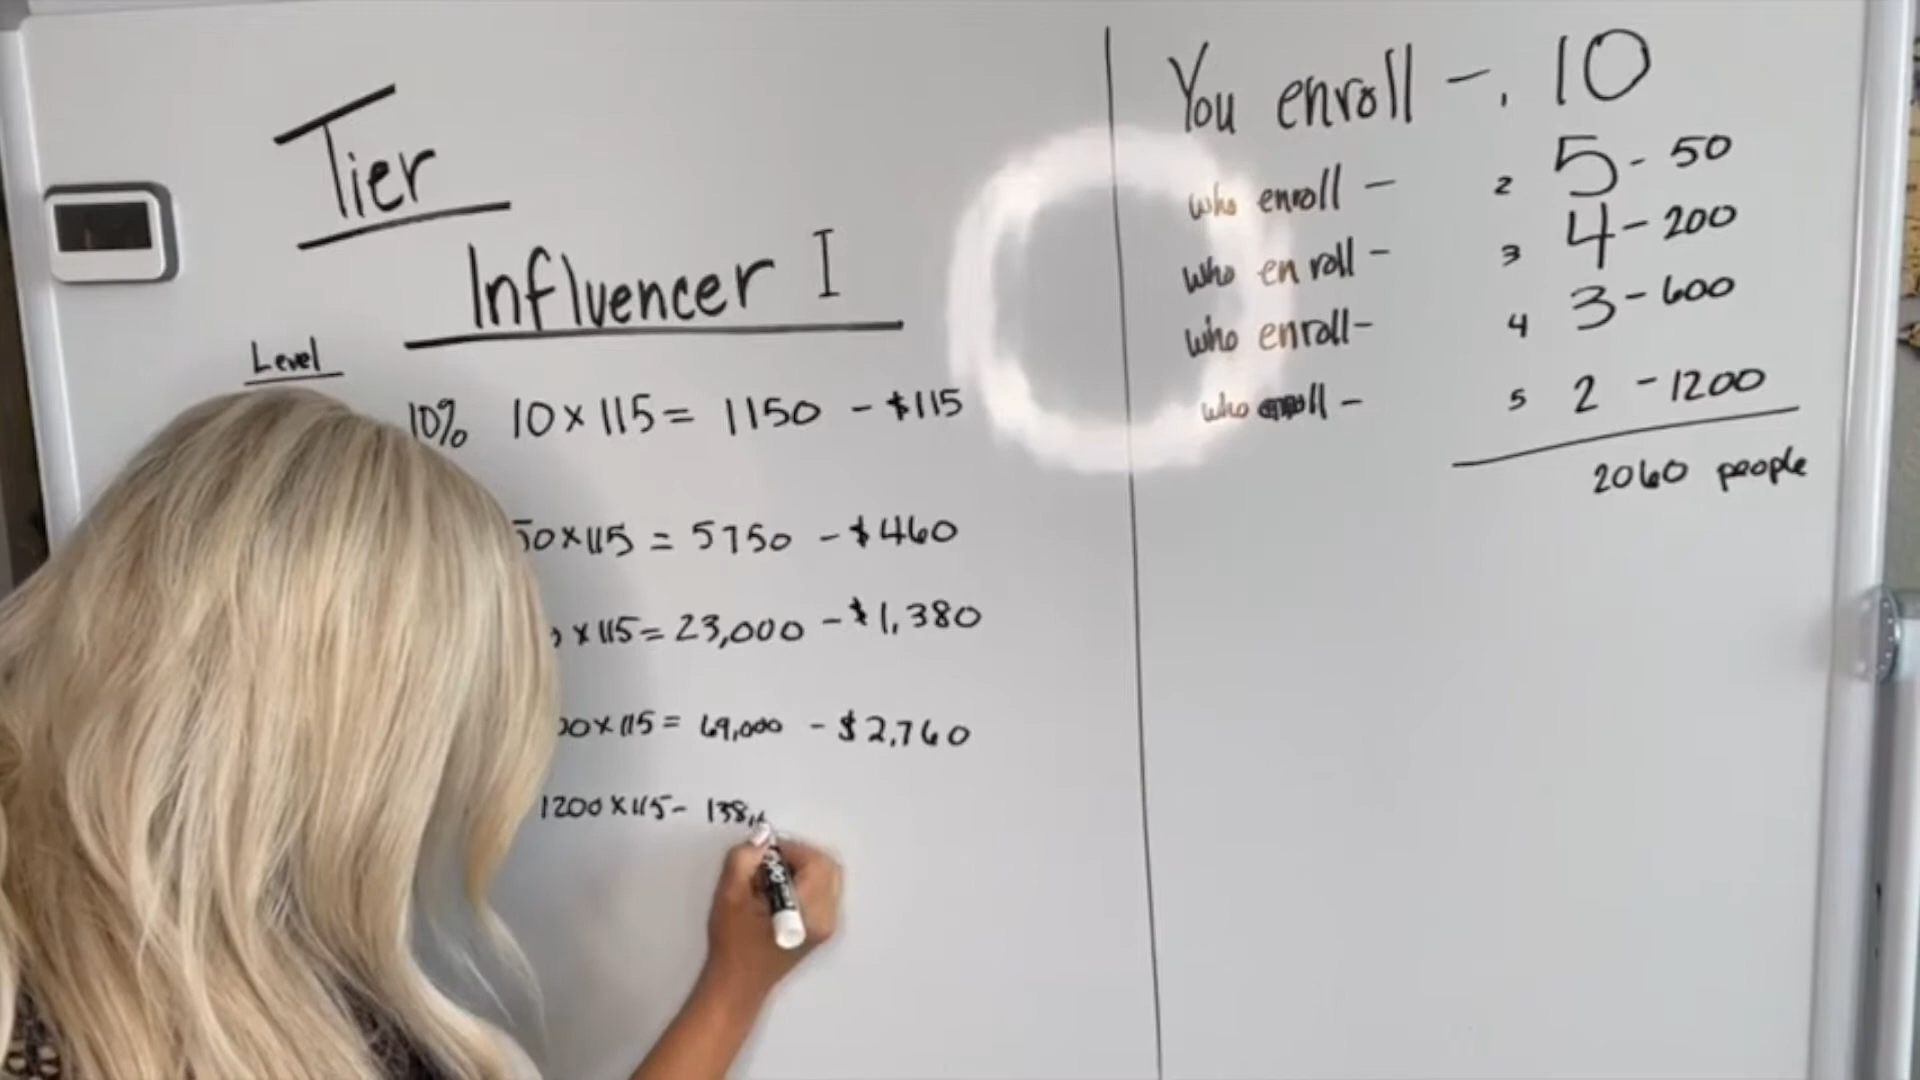 Tier
Influencer I
Level
10% 10 x 115 = 1150 - $115
50 x 115 = 5750 - $460
x 115 = 23,000 - $1,380
x 115 = 69,000 - $2,760
1200 x 115 - 138,
You enroll - . 10
who enroll - 2 5 - 50
who enroll - 3 4 - 200
who enroll - 4 3 - 600
who enroll - 5 2 - 1200
2060 people